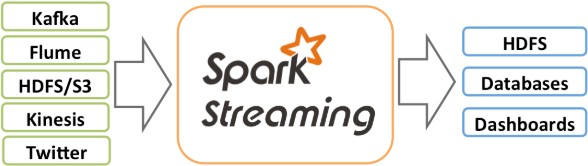 Kafka
Flume
HDFS/S3
Kinesis
Twitter
Spark
Streaming
HDFS
Databases
Dashboards